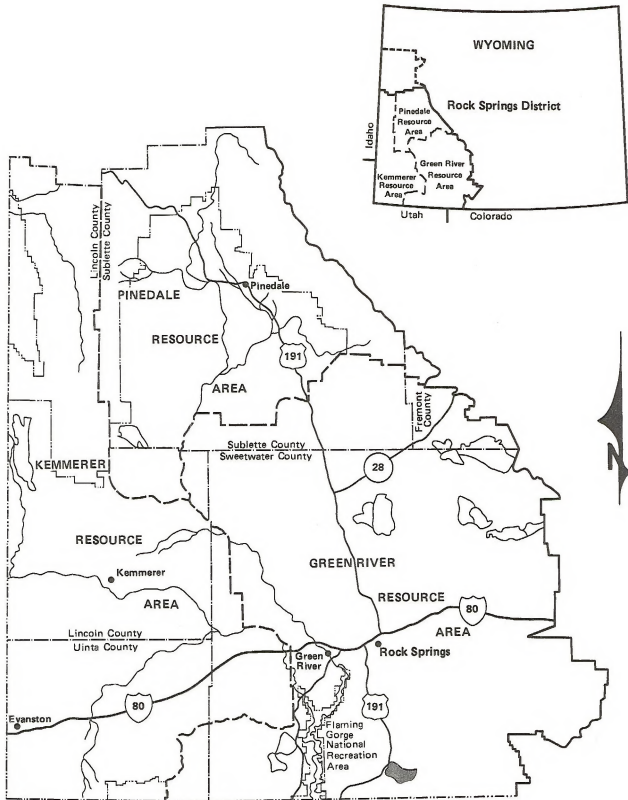 WYOMING
Rock Springs District
Pinedale
Resource
Area
Green River
Resource
Area
Kemmerer
Resource
Area
Idaho
Utah
Colorado
Lincoln County
Sublette County
Pinedale
PINEDALE
RESOURCE
AREA
191
Fremont
County
Sublette County
Sweetwater County
28
N
KEMMERER
RESOURCE
AREA
Kemmerer
GREEN RIVER
RESOURCE
AREA
80
Lincoln County
Uinta County
Green
River
Rock Springs
80
191
Evanston
Flaming
Gorge
National
Recreation
Area